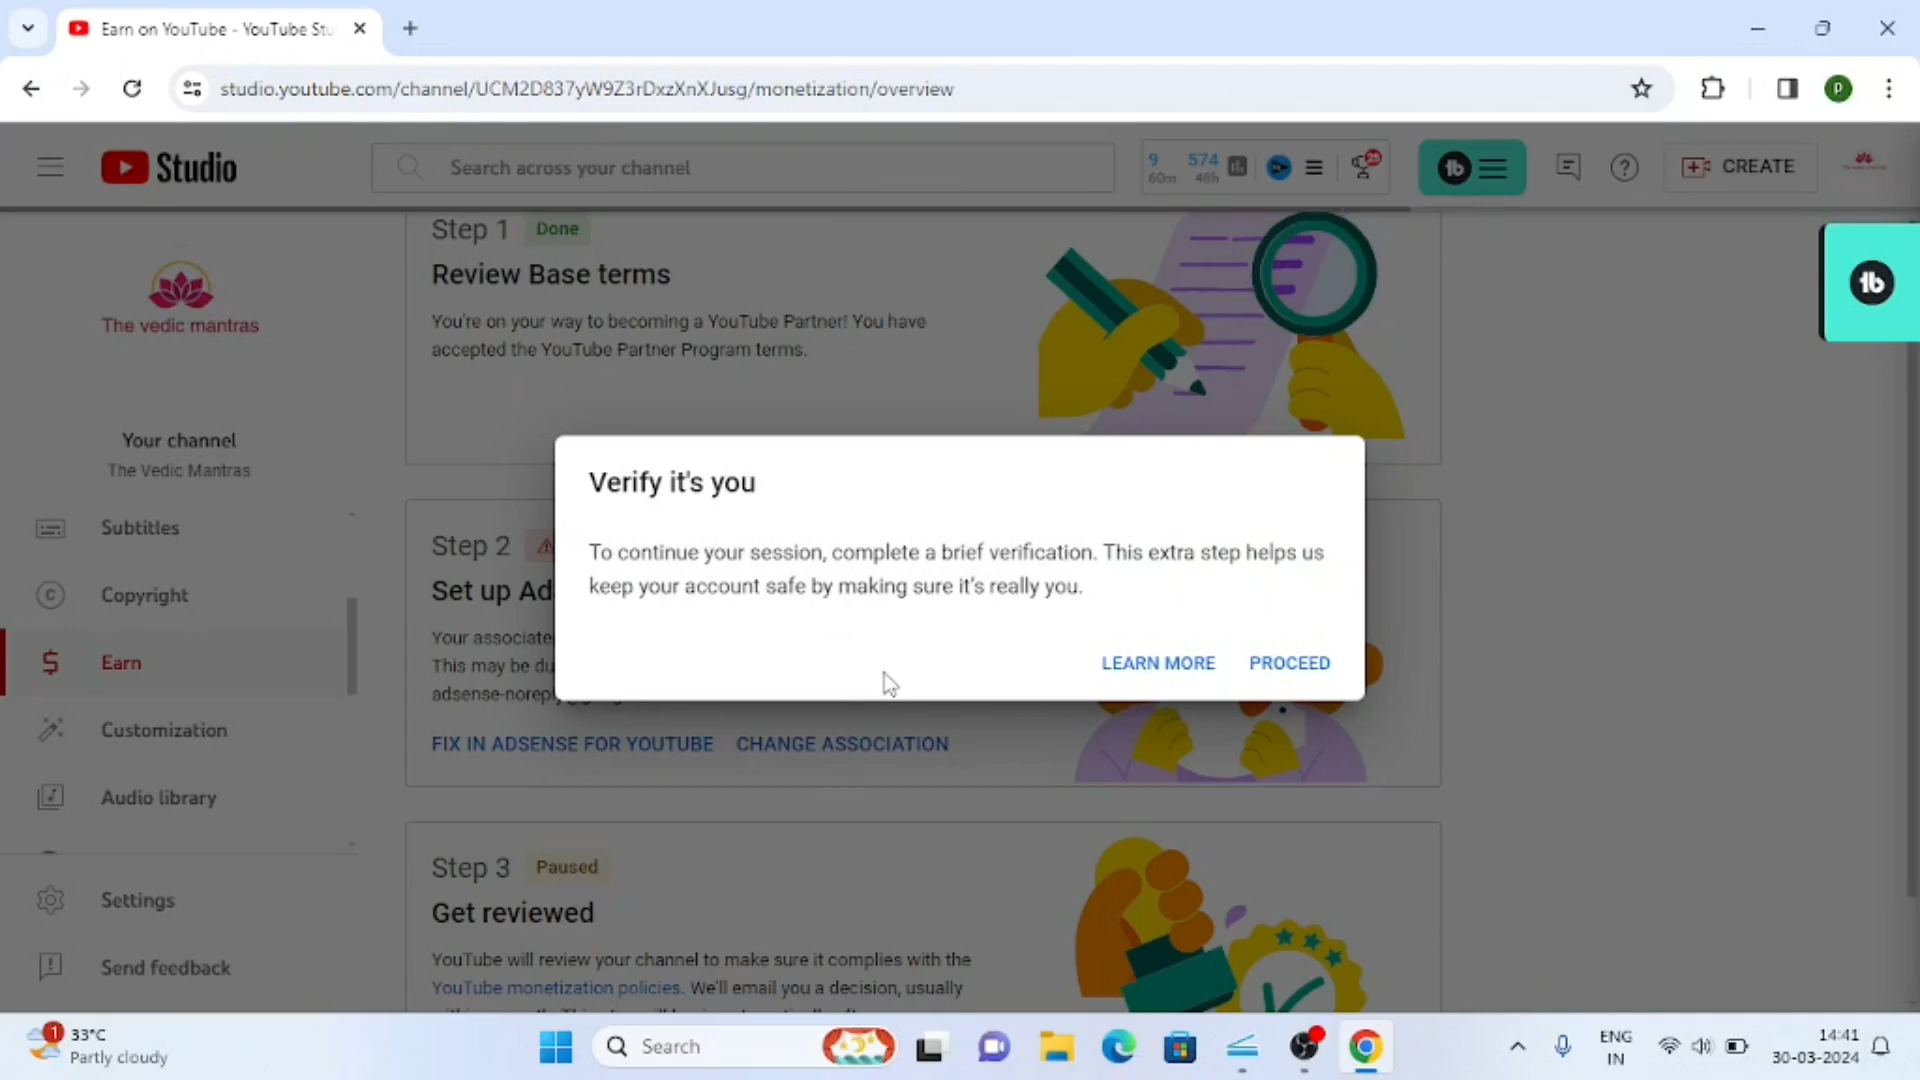 Earn on YouTube - YouTube Stu
studio.youtube.com/channel/UCM2D837yW9Z3rDxzXnXJusg/monetization/overview
P
Studio
Search across your channel
9 574
60m 48h
25
CREATE
The vedic mantras
Your channel
The Vedic Mantras
Subtitles
Copyright
Earn
Customization
Audio library
Settings
Send feedback
Step 1 Done
Review Base terms
You're on your way to becoming a YouTube Partner! You have
accepted the YouTube Partner Program terms.
Step 2
Set up Ad
Your associate
This may be du
adsense-noreply
FIX IN ADSENSE FOR YOUTUBE CHANGE ASSOCIATION
Verify it's you
To continue your session, complete a brief verification. This extra step helps us
keep your account safe by making sure it's really you.
LEARN MORE PROCEED
Step 3 Paused
Get reviewed
YouTube will review your channel to make sure it complies with the
YouTube monetization policies. We'll email you a decision, usually
1
33°C
Partly cloudy
Search
ENG
IN
14:41
30-03-2024